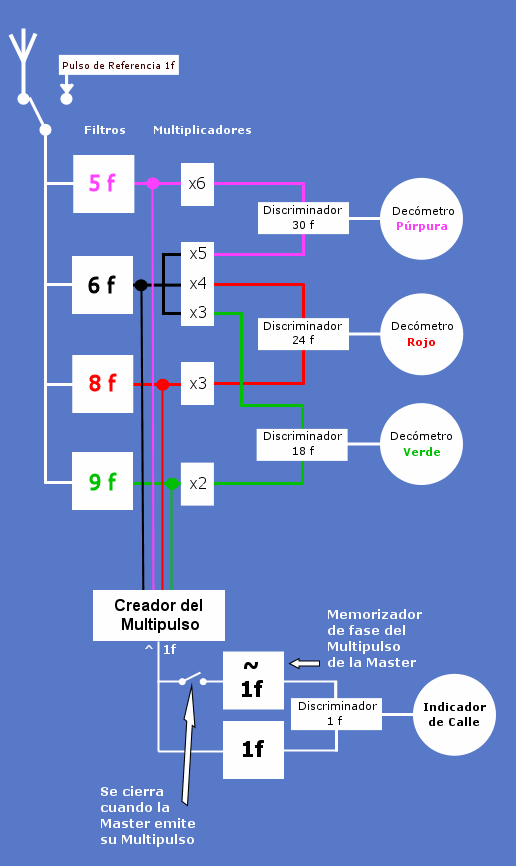 Pulso de Referencia 1f
Filtros
Multiplicadores
5 f
x6
Discriminador
30 f
Decómetro
Púrpura
6 f
x5
x4
x3
Discriminador
24 f
Decómetro
Rojo
8 f
x3
Discriminador
18 f
Decómetro
Verde
9 f
x2
Creador del
Multipulso
^ 1f
Memorizador
de fase del
Multipulso
de la Master
~
1f
Discriminador
1 f
Indicador
de Calle
1f
Se cierra
cuando la
Master emite
su Multipulso